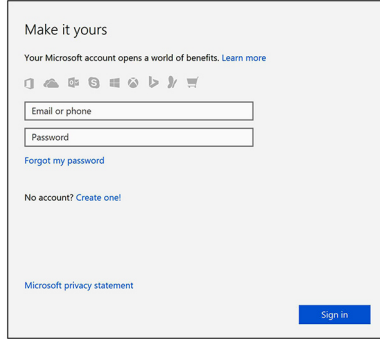 Make it yours
Your Microsoft account opens a world of benefits. Learn more
Email or phone
Password
Forgot my password
No account? Create one!
Microsoft privacy statement
Sign in